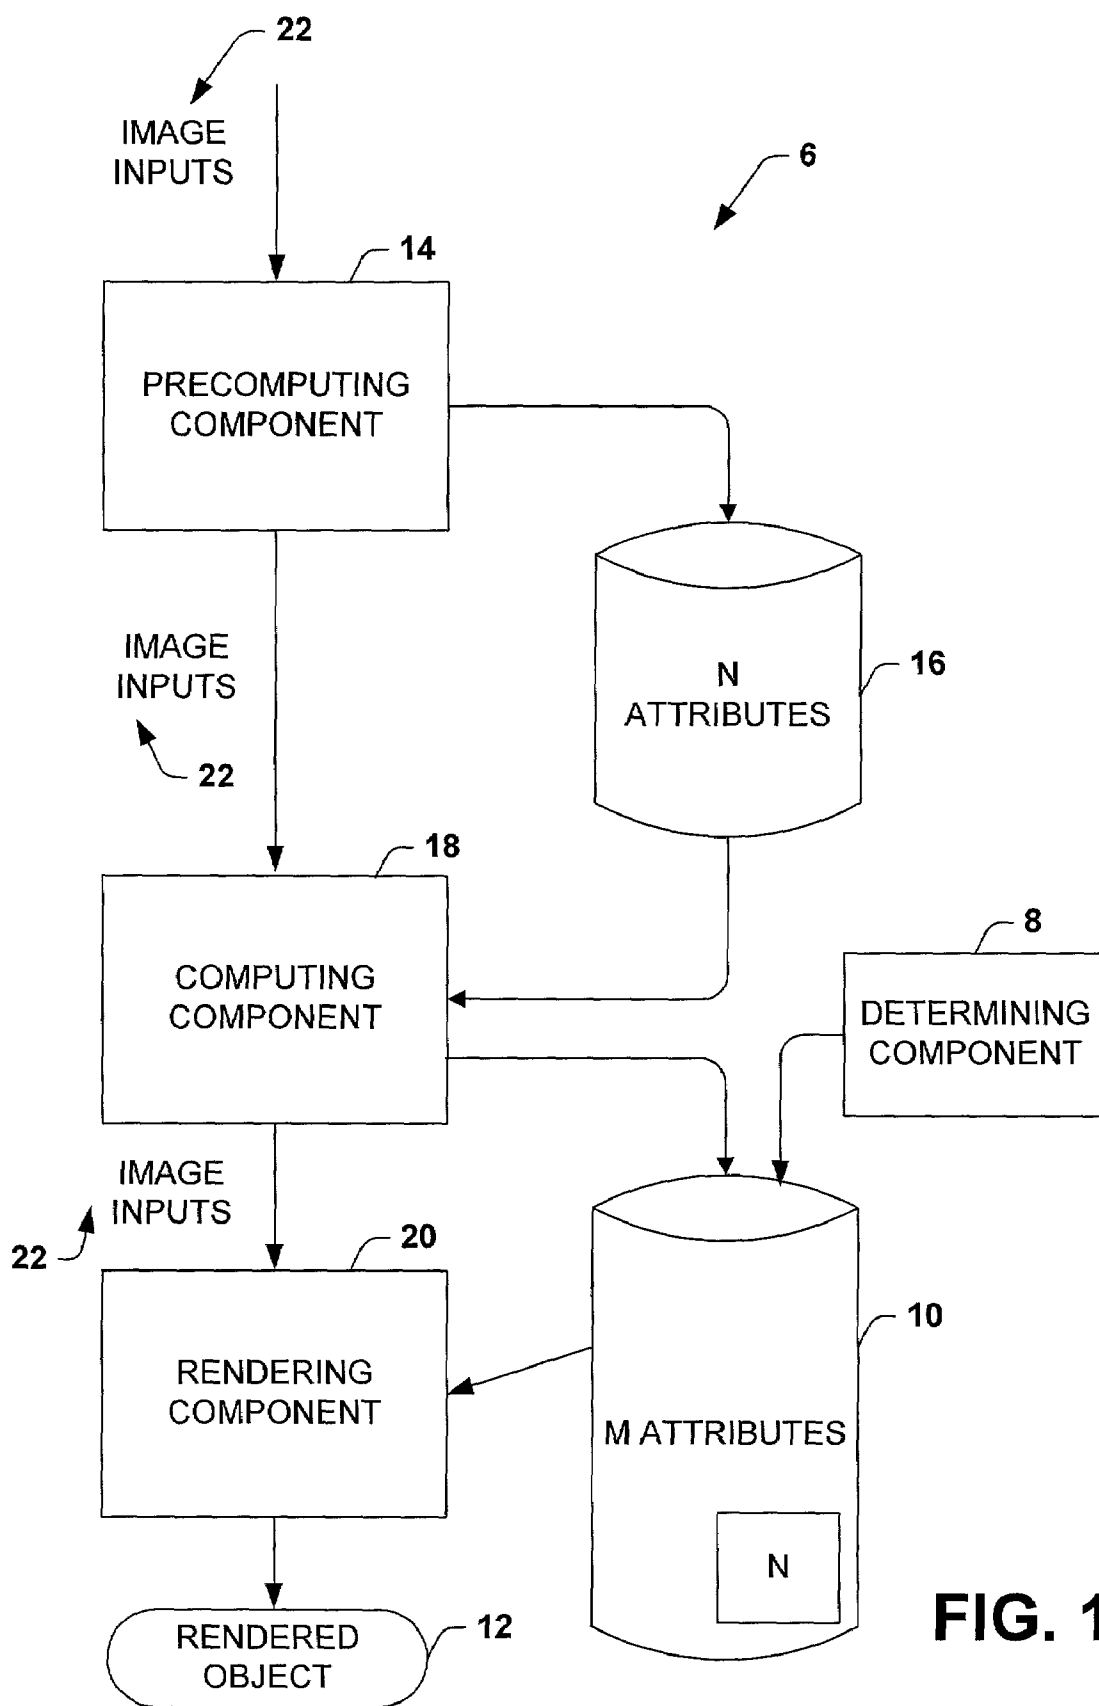 22
IMAGE
INPUTS
6
14
PRECOMPUTING
COMPONENT
IMAGE
INPUTS
22
N
ATTRIBUTES
16
18
COMPUTING
COMPONENT
8
DETERMINING
COMPONENT
IMAGE
INPUTS
22
20
RENDERING
COMPONENT
10
M ATTRIBUTES
N
RENDERED
OBJECT
12
FIG. 1